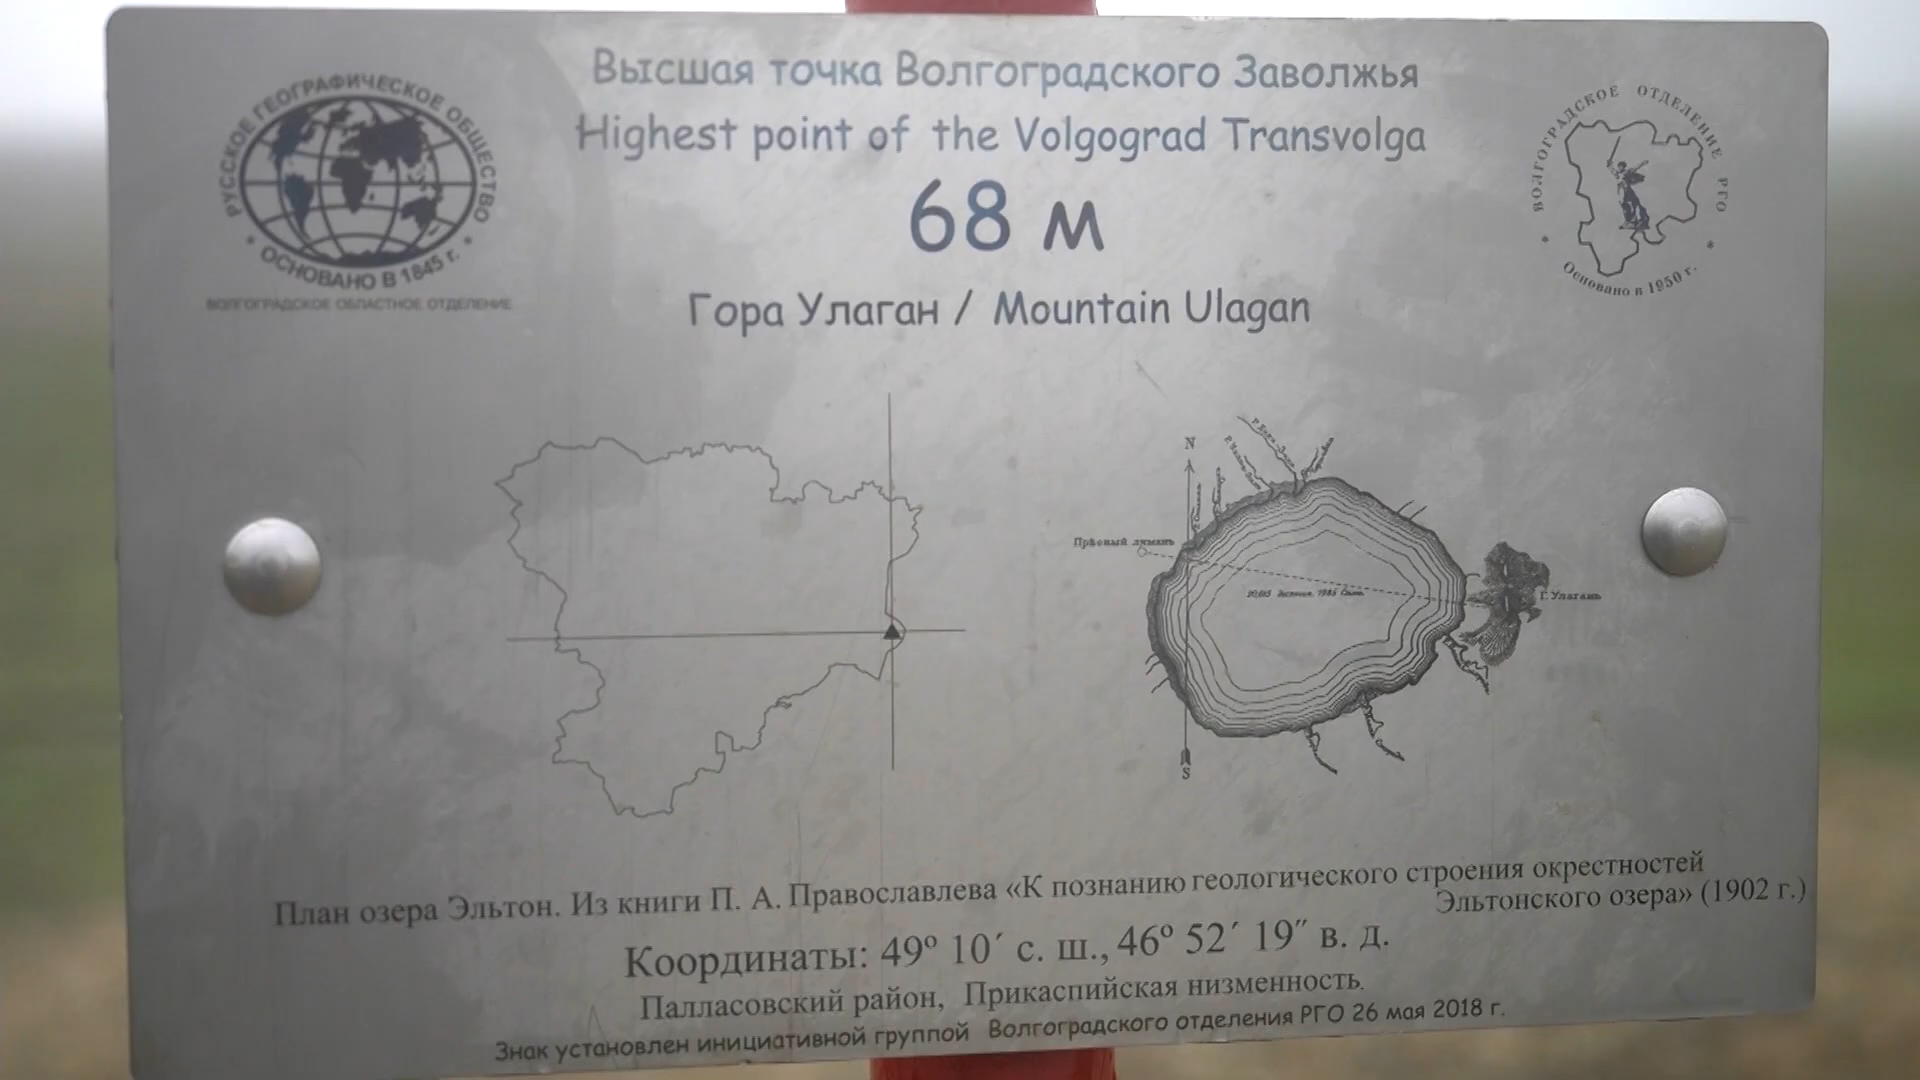 РУССКОЕ ГЕОГРАФИЧЕСКОЕ ОБЩЕСТВО
* ОСНОВАНО В 1845 г. *
ВОЛГОГРАДСКОЕ ОБЛАСТНОЕ ОТДЕЛЕНИЕ
Высшая точка Волгоградского Заволжья
Highest point of the Volgograd Transvolga
68 м
Гора Улаган / Mountain Ulagan
ВОЛГОГРАДСКОЕ ОТДЕЛЕНИЕ РГО
* Основано в 1950 г. *
N
Г. Улаганъ
S
План озера Эльтон. Из книги П. А. Православлева «К познанию геологического строения окрестностей
Эльтонского озера» (1902 г.)
Координаты: 49º 10´ с. ш., 46º 52´ 19˝ в. д.
Палласовский район, Прикаспийская низменность.
Знак установлен инициативной группой Волгоградского отделения РГО 26 мая 2018 г.